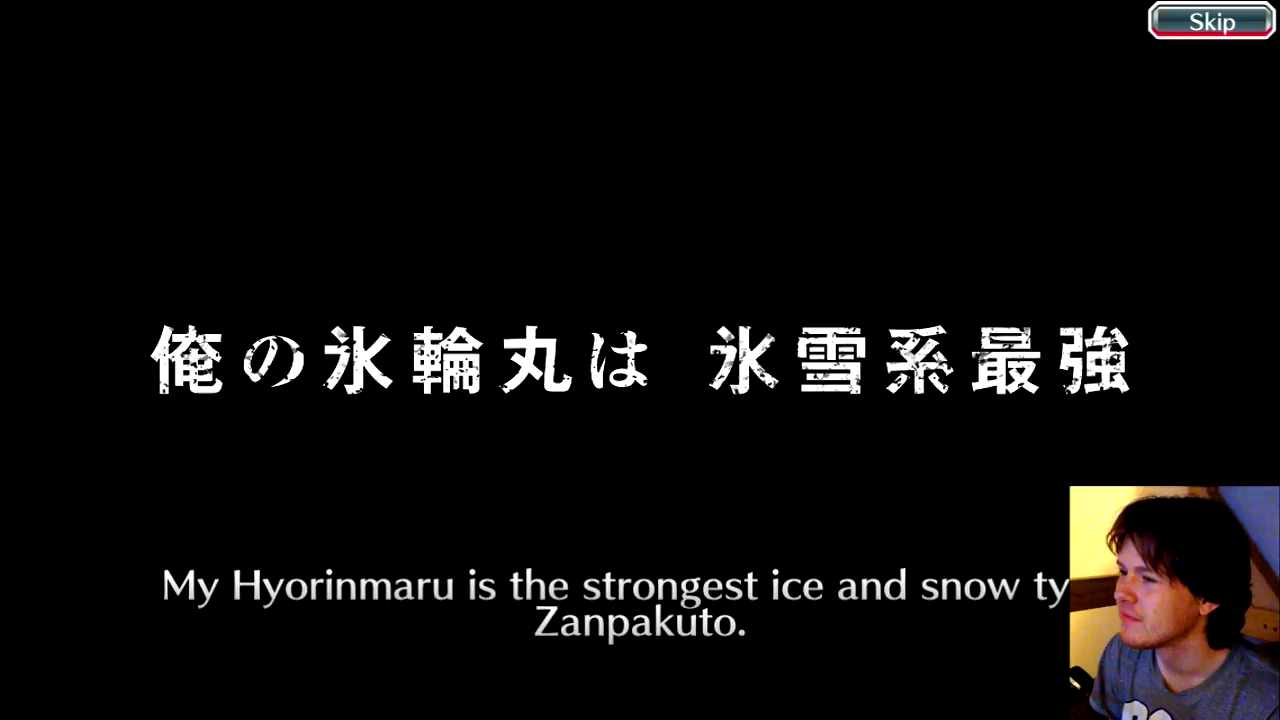 Skip
俺の氷輪丸は 氷雪系最強
My Hyorinmaru is the strongest ice and snow ty
Zanpakuto.